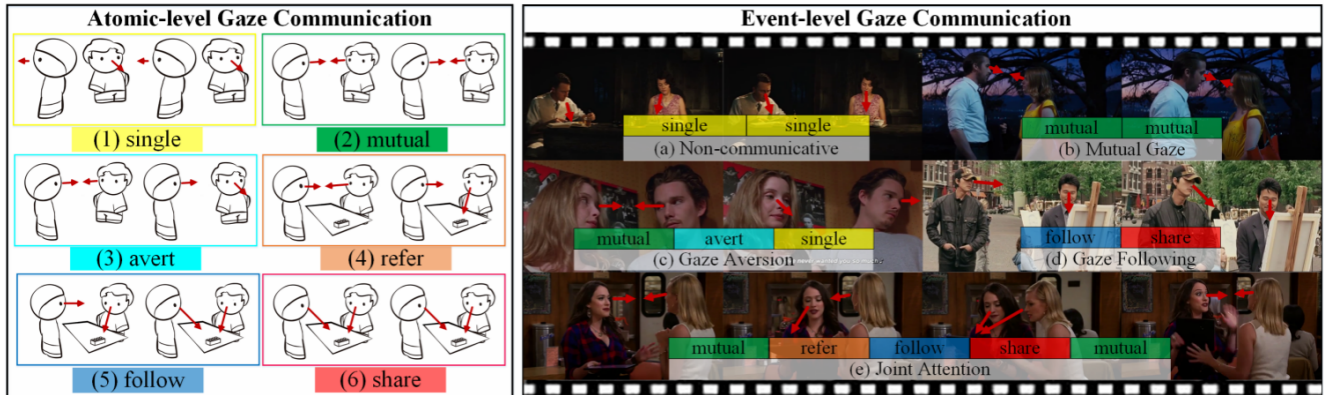 Atomic-level Gaze Communication
(1) single
(2) mutual
(3) avert
(4) refer
(5) follow
(6) share
Event-level Gaze Communication
single single
(a) Non-communicative
mutual mutual
(b) Mutual Gaze
mutual avert single
(c) Gaze Aversion
follow share
(d) Gaze Following
mutual refer follow share mutual
(e) Joint Attention